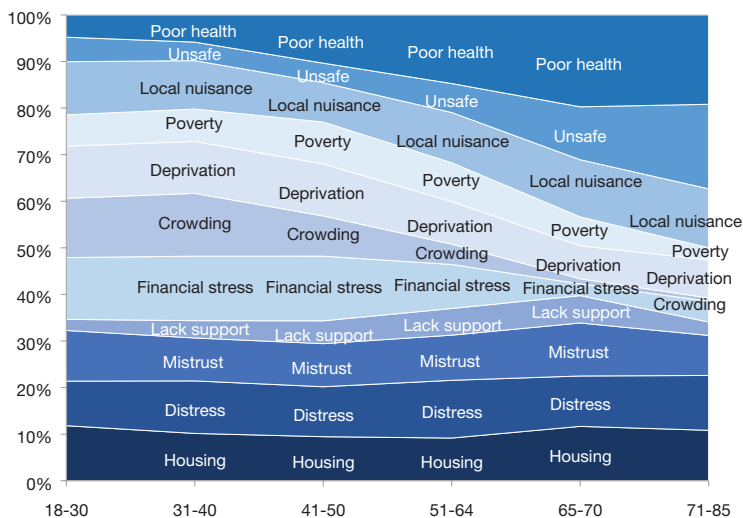 100%
90%
80%
70%
60%
50%
40%
30%
20%
10%
0%
Poor health
Poor health
Poor health
Poor health
Unsafe
Unsafe
Unsafe
Unsafe
Local nuisance
Local nuisance
Local nuisance
Local nuisance
Local nuisance
Poverty
Poverty
Poverty
Poverty
Poverty
Deprivation
Deprivation
Deprivation
Deprivation
Deprivation
Crowding
Crowding
Crowding
Crowding
Financial stress
Financial stress
Financial stress
Financial stress
Lack support
Lack support
Lack support
Lack support
Mistrust
Mistrust
Mistrust
Mistrust
Distress
Distress
Distress
Distress
Housing
Housing
Housing
Housing
18-30 31-40 41-50 51-64 65-70 71-85